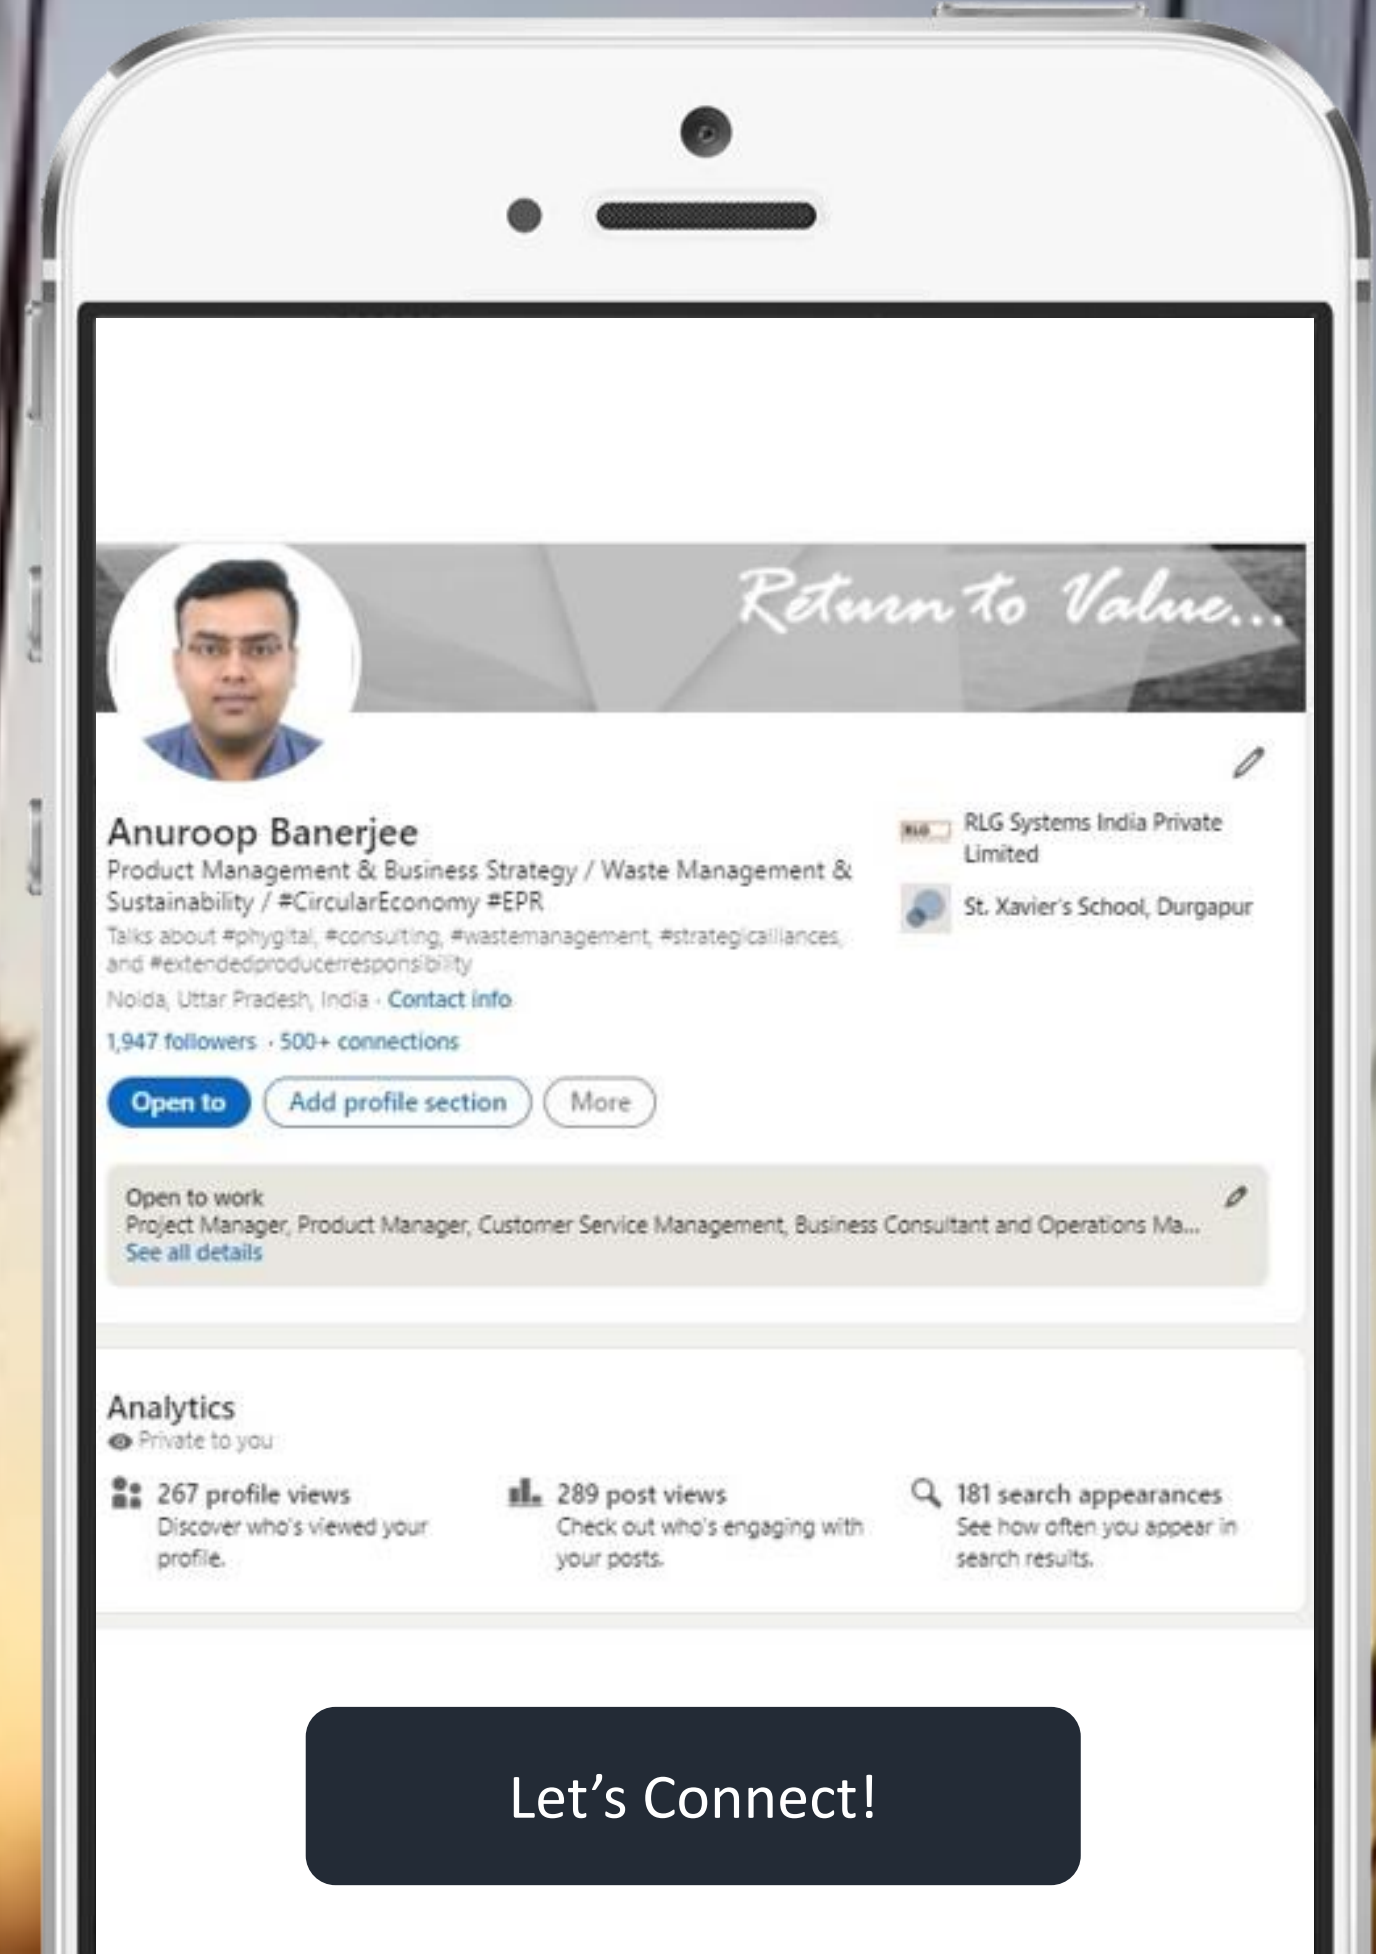 Return to Value...
Anuroop Banerjee
Product Management & Business Strategy / Waste Management &
Sustainability / #CircularEconomy #EPR
Talks about #phygital, #consulting, #wastemanagement, #strategicalliances,
and #extendedproducerresponsibility
Noida, Uttar Pradesh, India · Contact info
1,947 followers · 500+ connections
RLG
RLG Systems India Private
Limited
St. Xavier's School, Durgapur
Open to
Add profile section
More
Open to work
Project Manager, Product Manager, Customer Service Management, Business Consultant and Operations Ma...
See all details
Analytics
Private to you
267 profile views
Discover who's viewed your
profile.
289 post views
Check out who's engaging with
your posts.
181 search appearances
See how often you appear in
search results.
Let’s Connect!